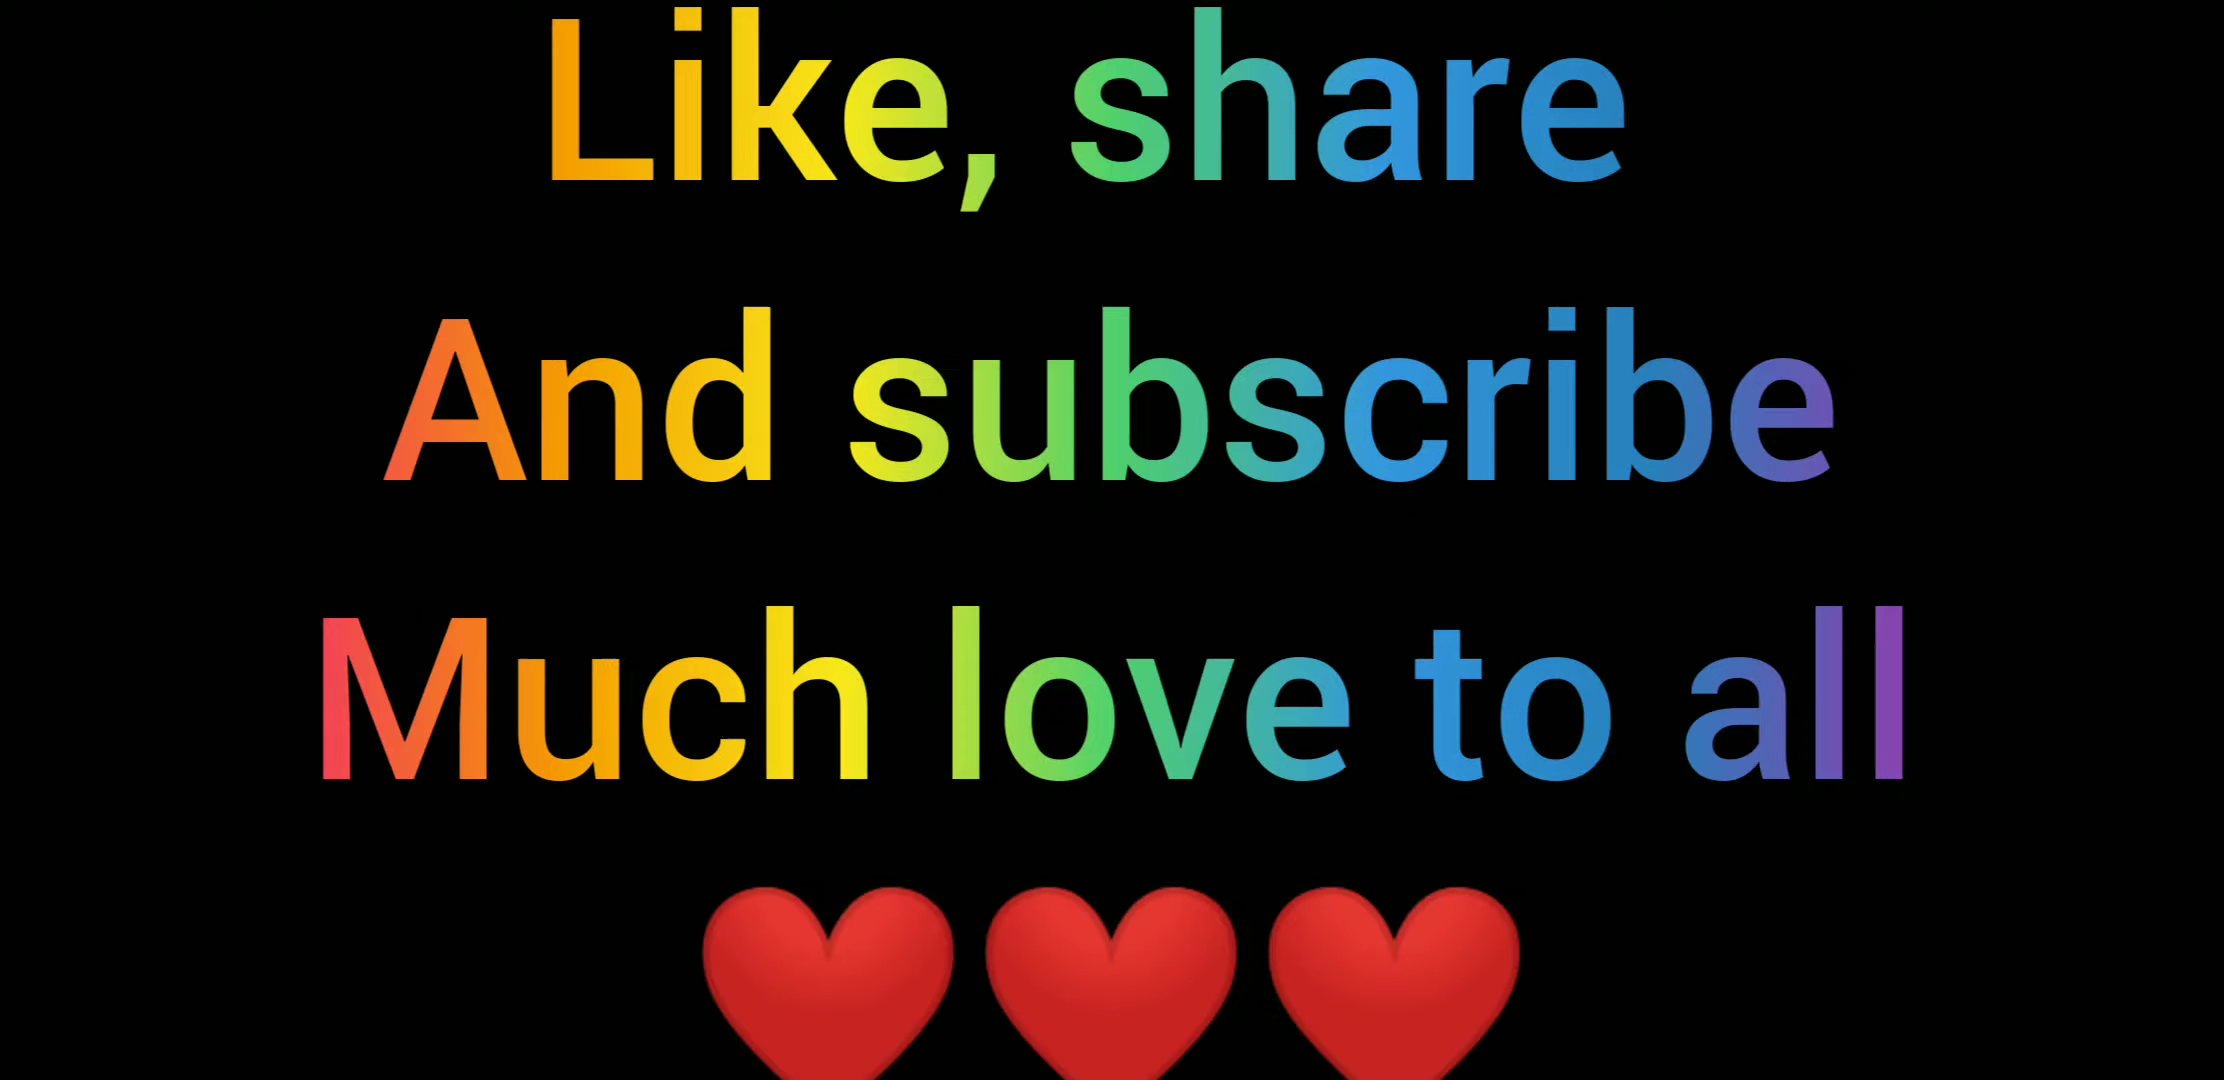 Like, share
And subscribe
Much love to all
❤️❤️❤️